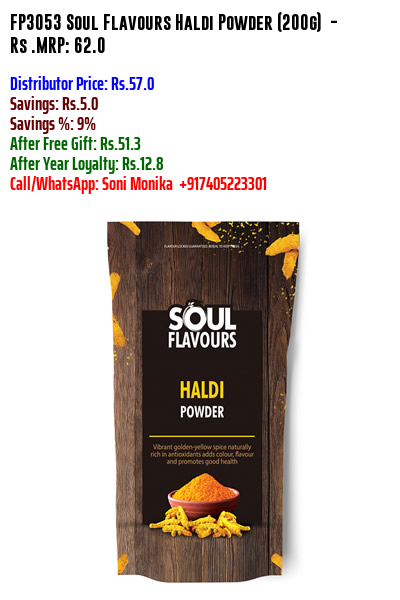 FP3053 Soul Flavours Haldi Powder (200g) -
Rs .MRP: 62.0
Distributor Price: Rs.57.0
Savings: Rs.5.0
Savings %: 9%
After Free Gift: Rs.51.3
After Year Loyalty: Rs.12.8
Call/WhatsApp: Soni Monika +917405223301
SOUL
FLAVOURS
HALDI
POWDER
Vibrant golden-yellow spice naturally
rich in antioxidants adds colour, flavour
and promotes good health